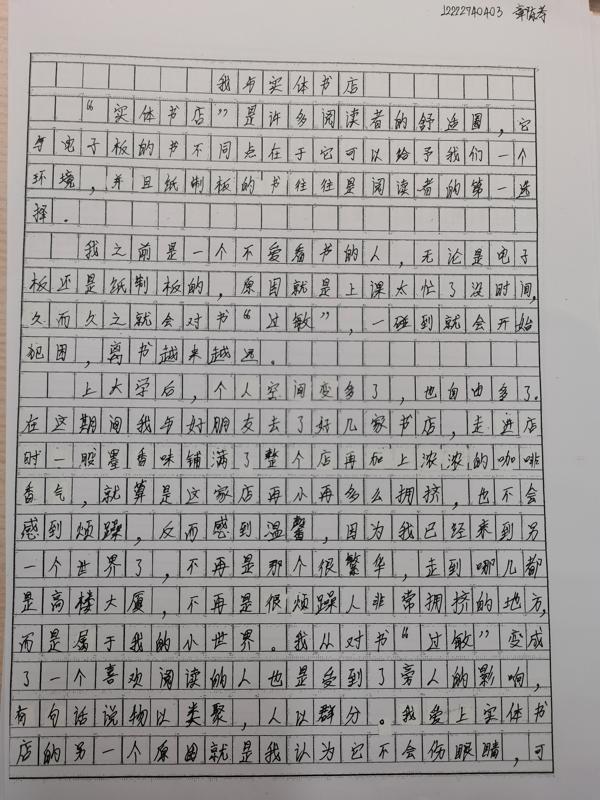 12222740403
我与实体书店
“实体书店”是许多阅读者的舒适圈,它
与电子板的书不同点在于它可以给予我们一个
环境,并且纸制板的书往往是阅读者的第一选
择.
我之前是一个不爱看书的人,无论是电子
板还是纸制板的,原因就是上课太忙了没时间,
久而久之就会对书“过敏”,一碰到就会开始
犯困,离书越来越远。
上大学后,个人空间变多了,也自由多了.
在这期间我与好朋友去了好几家书店,走进店
时一股墨香味铺满了整个店再加上浓浓的咖啡
香气,就算是这家店再小再多么拥挤,也不会
感到烦躁,反而感到温馨,因为我已经来到另
一个世界了,不再是那个很繁华,走到哪儿都
是高楼大厦,不再是很烦躁人非常拥挤的地方,
而是属于我的小世界。我从对书“过敏”变成
了一个喜欢阅读的人也是受到了旁人的影响,
有句话说物以类聚,人以群分。我爱上实体书
店的另一个原因就是我认为它不会伤眼睛,可